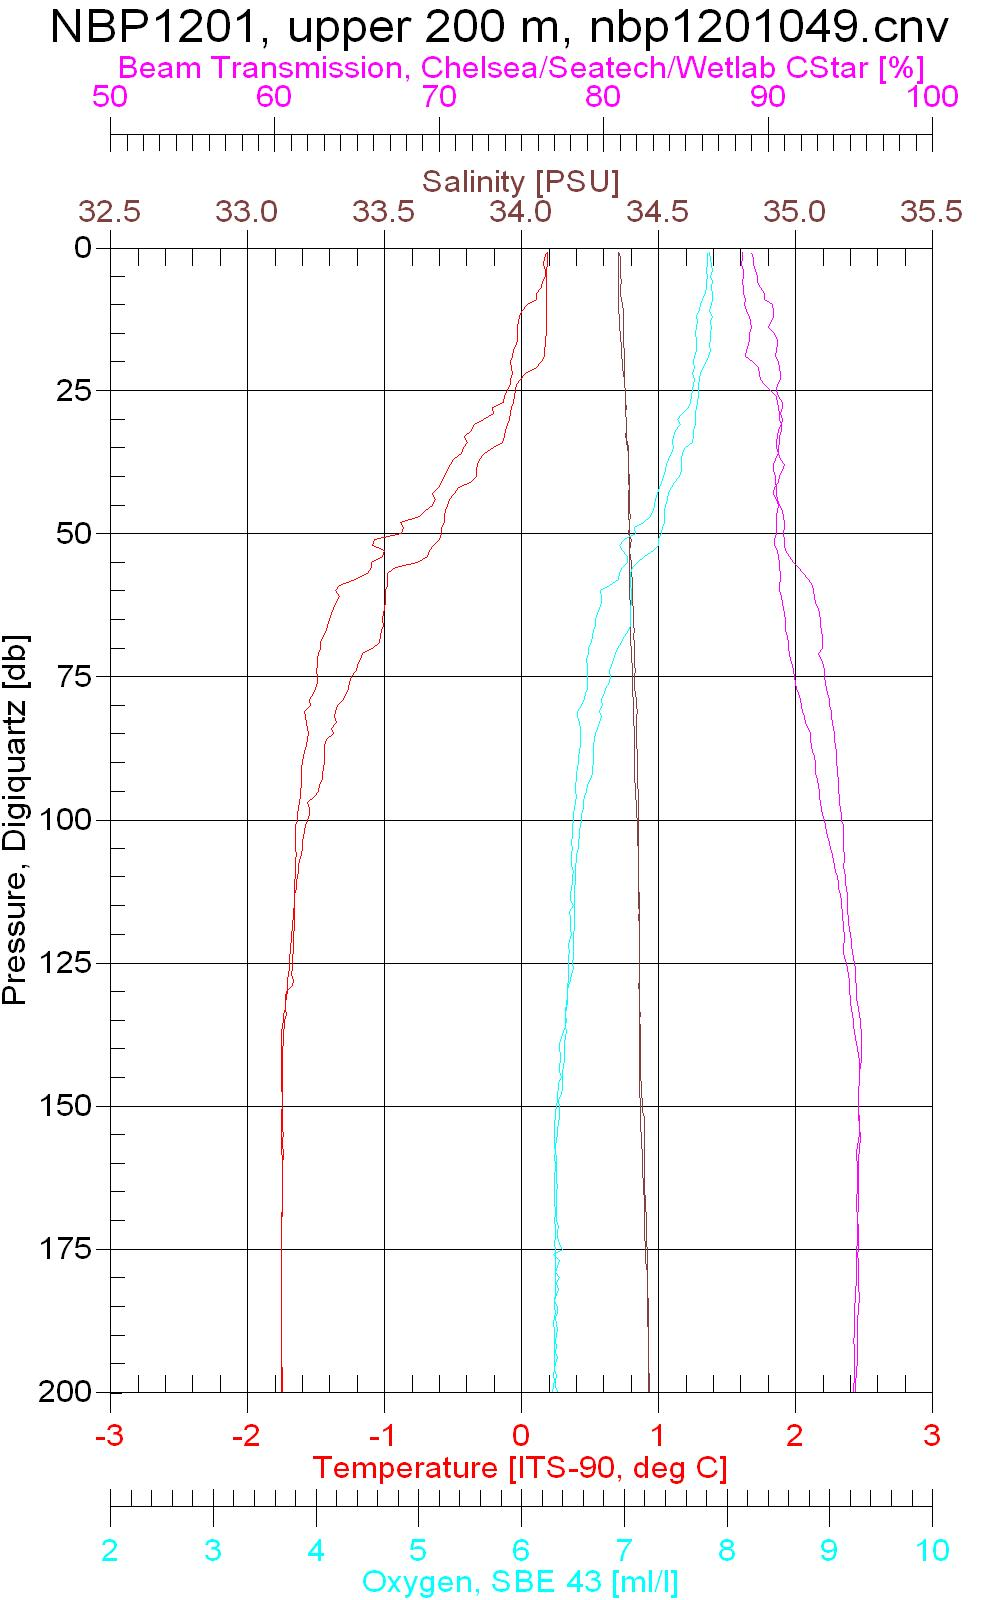 NBP1201, upper 200 m, nbp1201049.cnv
Beam Transmission, Chelsea/Seatech/Wetlab CStar [%]
50 60 70 80 90 100
Salinity [PSU]
32.5 33.0 33.5 34.0 34.5 35.0 35.5
0
25
50
75
100
125
150
175
200
Pressure, Digiquartz [db]
-3 -2 -1 0 1 2 3
Temperature [ITS-90, deg C]
2 3 4 5 6 7 8 9 10
Oxygen, SBE 43 [ml/l]